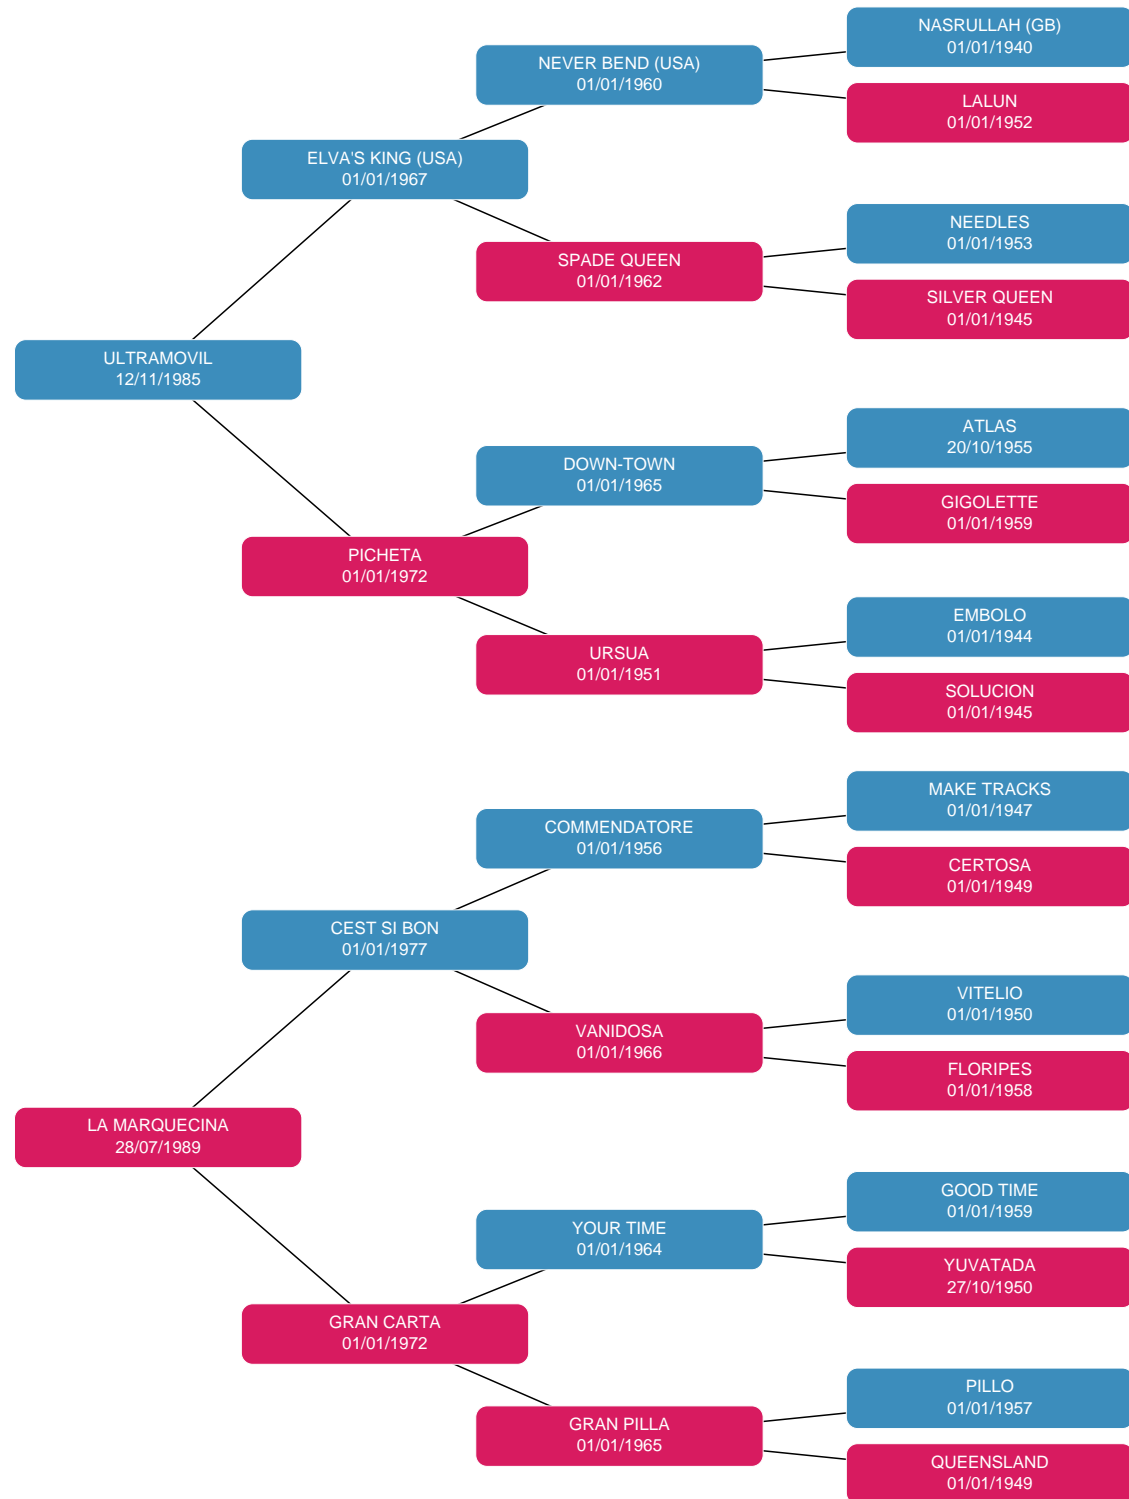 NASRULLAH (GB)
01/01/1940
NEVER BEND (USA)
01/01/1960
LALUN
01/01/1952
ELVA'S KING (USA)
01/01/1967
NEEDLES
01/01/1953
SPADE QUEEN
01/01/1962
SILVER QUEEN
01/01/1945
ULTRAMOVIL
12/11/1985
ATLAS
20/10/1955
DOWN-TOWN
01/01/1965
GIGOLETTE
01/01/1959
PICHETA
01/01/1972
EMBOLO
01/01/1944
URSUA
01/01/1951
SOLUCION
01/01/1945
MAKE TRACKS
01/01/1947
COMMENDATORE
01/01/1956
CERTOSA
01/01/1949
CEST SI BON
01/01/1977
VITELIO
01/01/1950
VANIDOSA
01/01/1966
FLORIPES
01/01/1958
LA MARQUECINA
28/07/1989
GOOD TIME
01/01/1959
YOUR TIME
01/01/1964
YUVATADA
27/10/1950
GRAN CARTA
01/01/1972
PILLO
01/01/1957
GRAN PILLA
01/01/1965
QUEENSLAND
01/01/1949